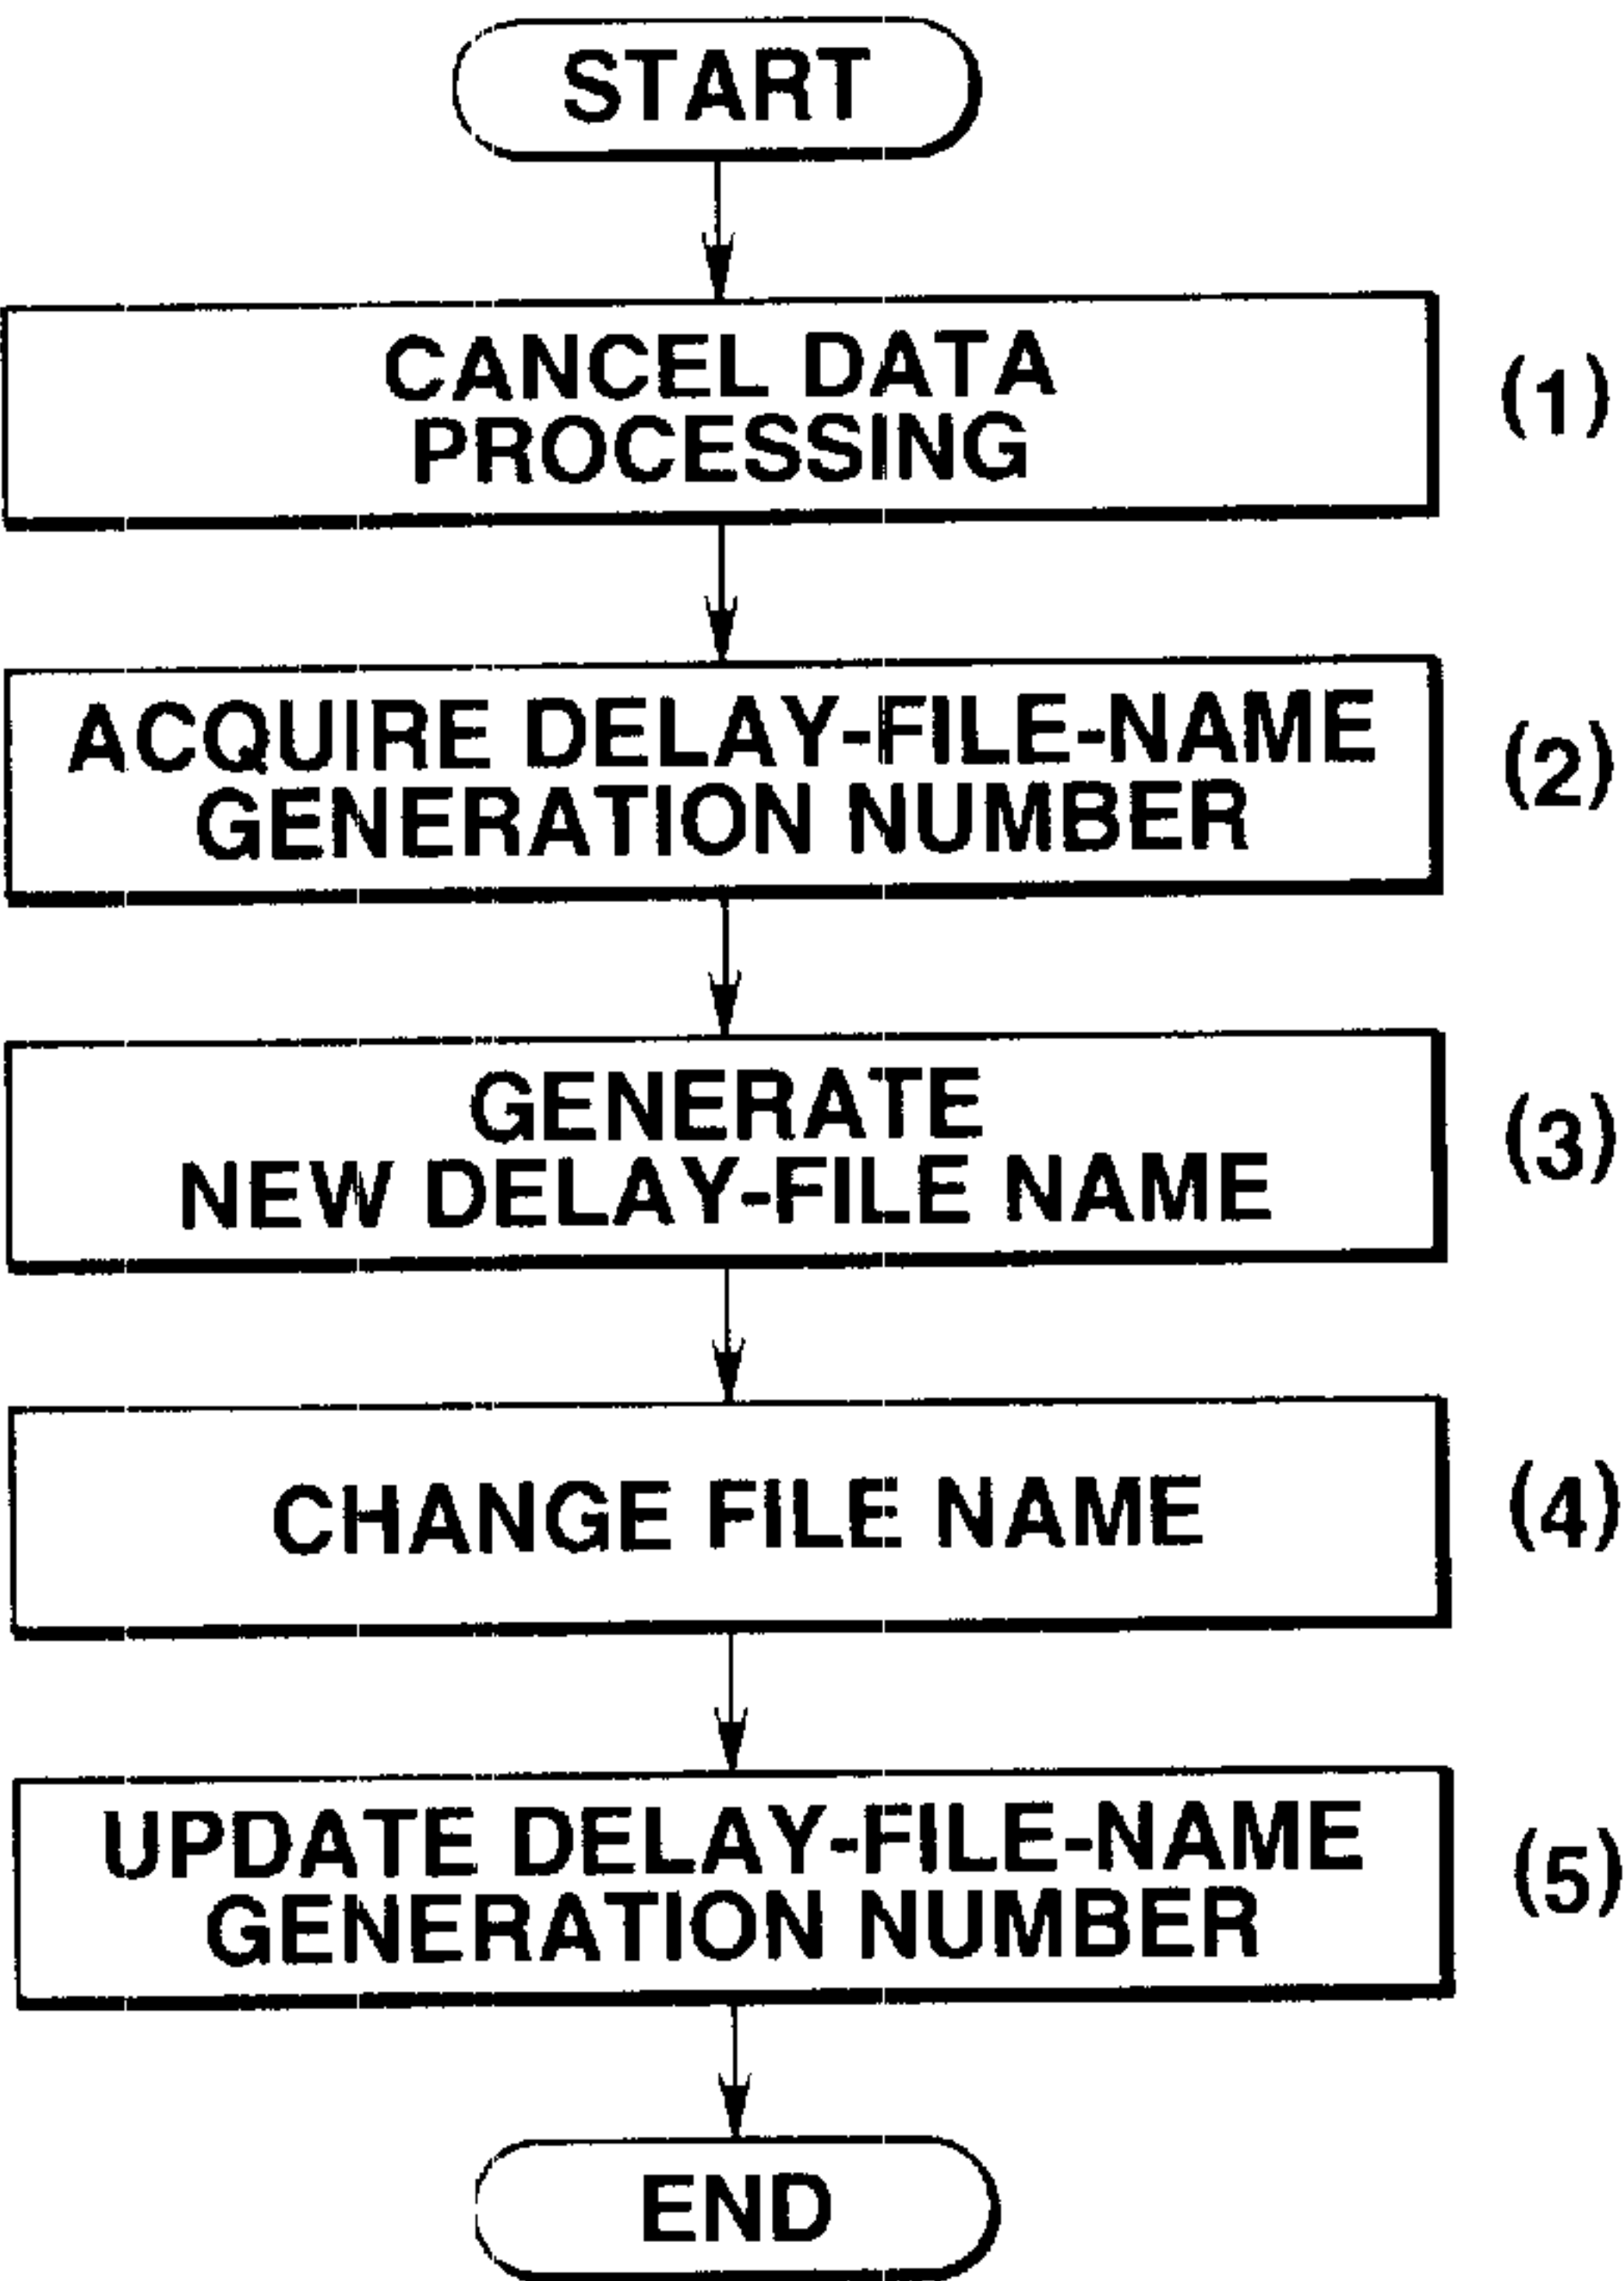 START
CANCEL DATA
PROCESSING
(1)
ACQUIRE DELAY-FILE-NAME
GENERATION NUMBER
(2)
GENERATE
NEW DELAY-FILE NAME
(3)
CHANGE FILE NAME
(4)
UPDATE DELAY-FILE-NAME
GENERATION NUMBER
(5)
END